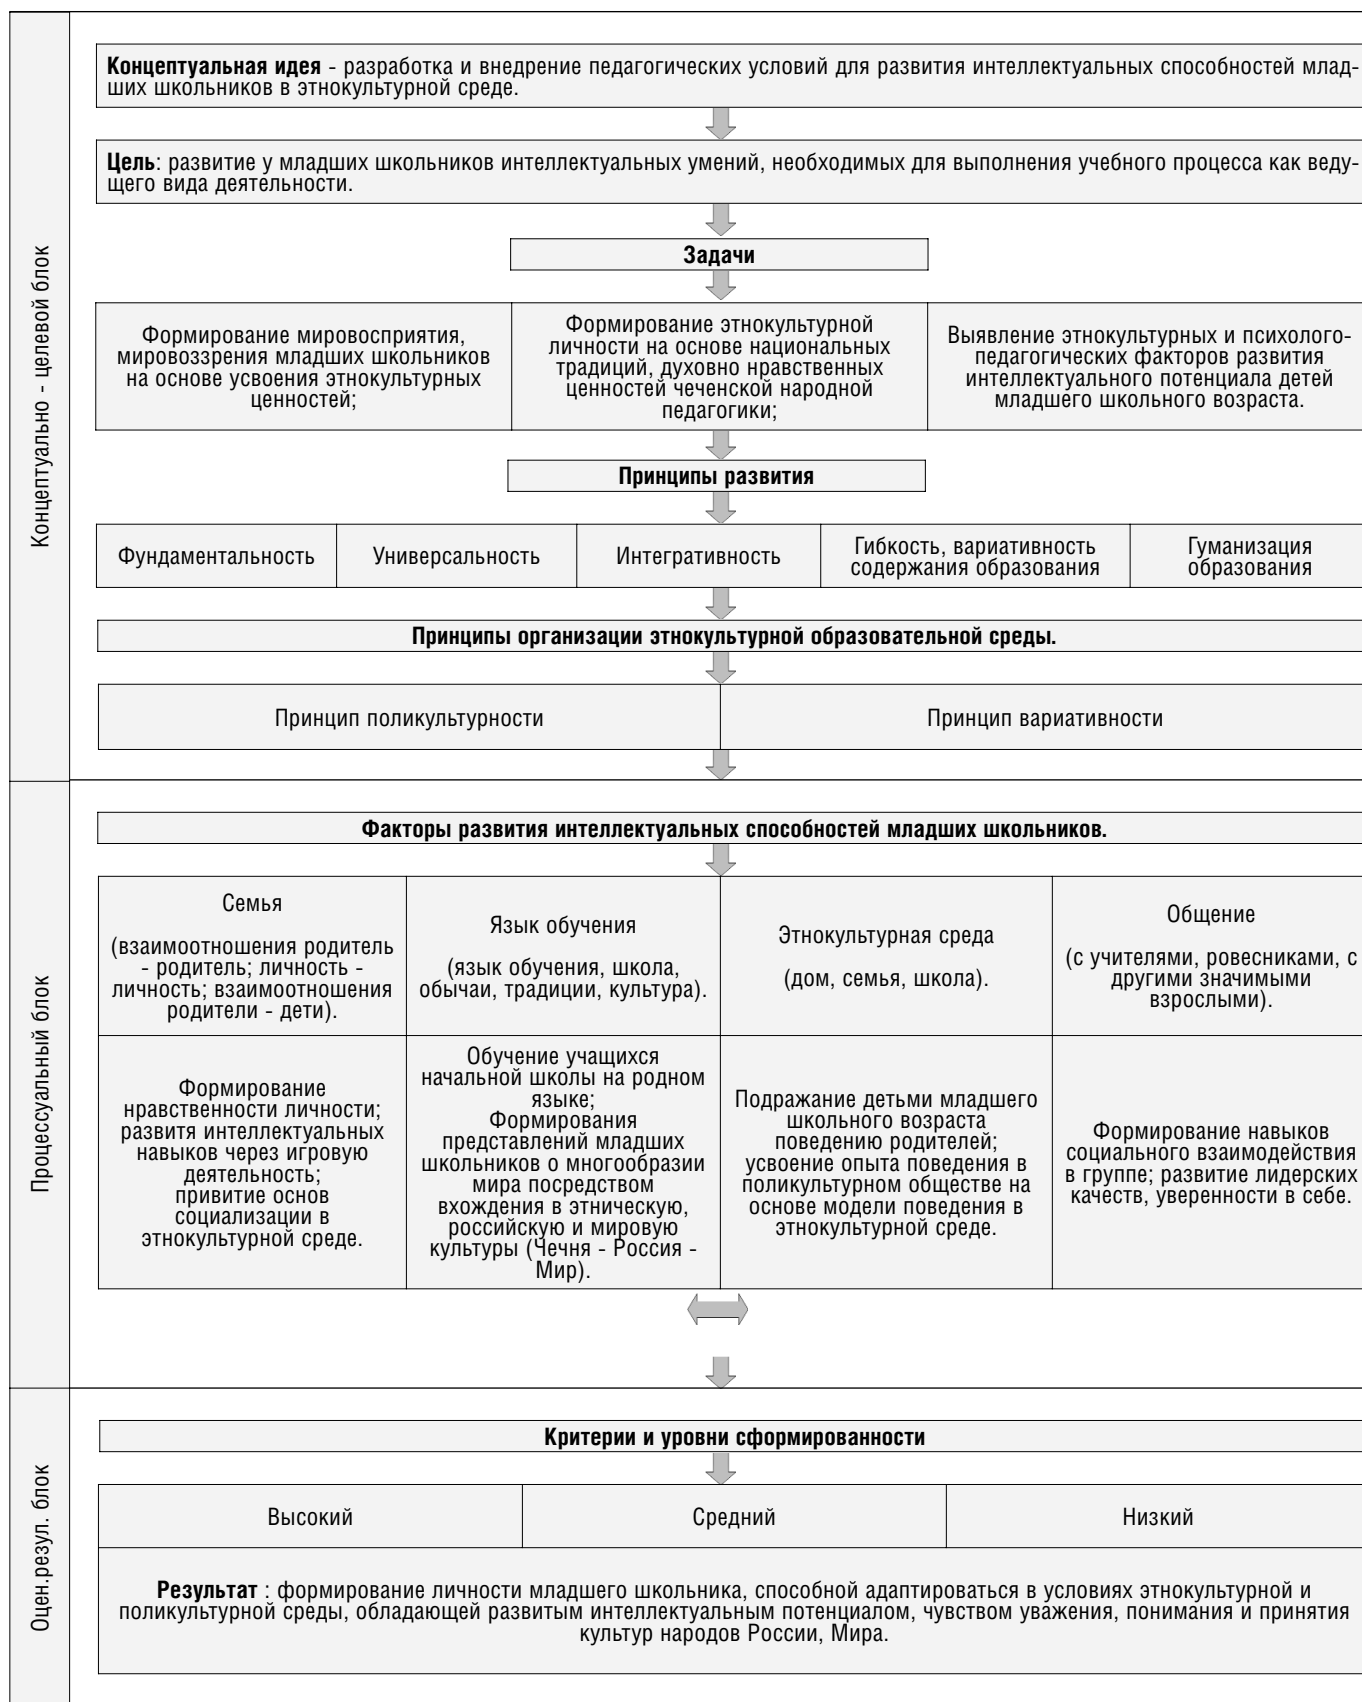 Концептуально - целевой блок
Концептуальная идея - разработка и внедрение педагогических условий для развития интеллектуальных способностей млад-
ших школьников в этнокультурной среде.
Цель: развитие у младших школьников интеллектуальных умений, необходимых для выполнения учебного процесса как веду-
щего вида деятельности.
Задачи
Формирование мировосприятия,
мировоззрения младших школьников
на основе усвоения этнокультурных
ценностей;
Формирование этнокультурной
личности на основе национальных
традиций, духовно нравственных
ценностей чеченской народной
педагогики;
Выявление этнокультурных и психолого-
педагогических факторов развития
интеллектуального потенциала детей
младшего школьного возраста.
Принципы развития
Фундаментальность
Универсальность
Интегративность
Гибкость, вариативность
содержания образования
Гуманизация
образования
Принципы организации этнокультурной образовательной среды.
Принцип поликультурности
Принцип вариативности
Процессуальный блок
Факторы развития интеллектуальных способностей младших школьников.
Семья
(взаимоотношения родитель
- родитель; личность -
личность; взаимоотношения
родители - дети).
Язык обучения
(язык обучения, школа,
обычаи, традиции, культура).
Этнокультурная среда
(дом, семья, школа).
Общение
(с учителями, ровесниками, с
другими значимыми
взрослыми).
Формирование
нравственности личности;
развитя интеллектуальных
навыков через игровую
деятельность;
привитие основ
социализации в
этнокультурной среде.
Обучение учащихся
начальной школы на родном
языке;
Формирования
представлений младших
школьников о многообразии
мира посредством
вхождения в этническую,
российскую и мировую
культуры (Чечня - Россия -
Мир).
Подражание детьми младшего
школьного возраста
поведению родителей;
усвоение опыта поведения в
поликультурном обществе на
основе модели поведения в
этнокультурной среде.
Формирование навыков
социального взаимодействия
в группе; развитие лидерских
качеств, уверенности в себе.
Оцен.резул. блок
Критерии и уровни сформированности
Высокий
Средний
Низкий
Результат : формирование личности младшего школьника, способной адаптироваться в условиях этнокультурной и
поликультурной среды, обладающей развитым интеллектуальным потенциалом, чувством уважения, понимания и принятия
культур народов России, Мира.